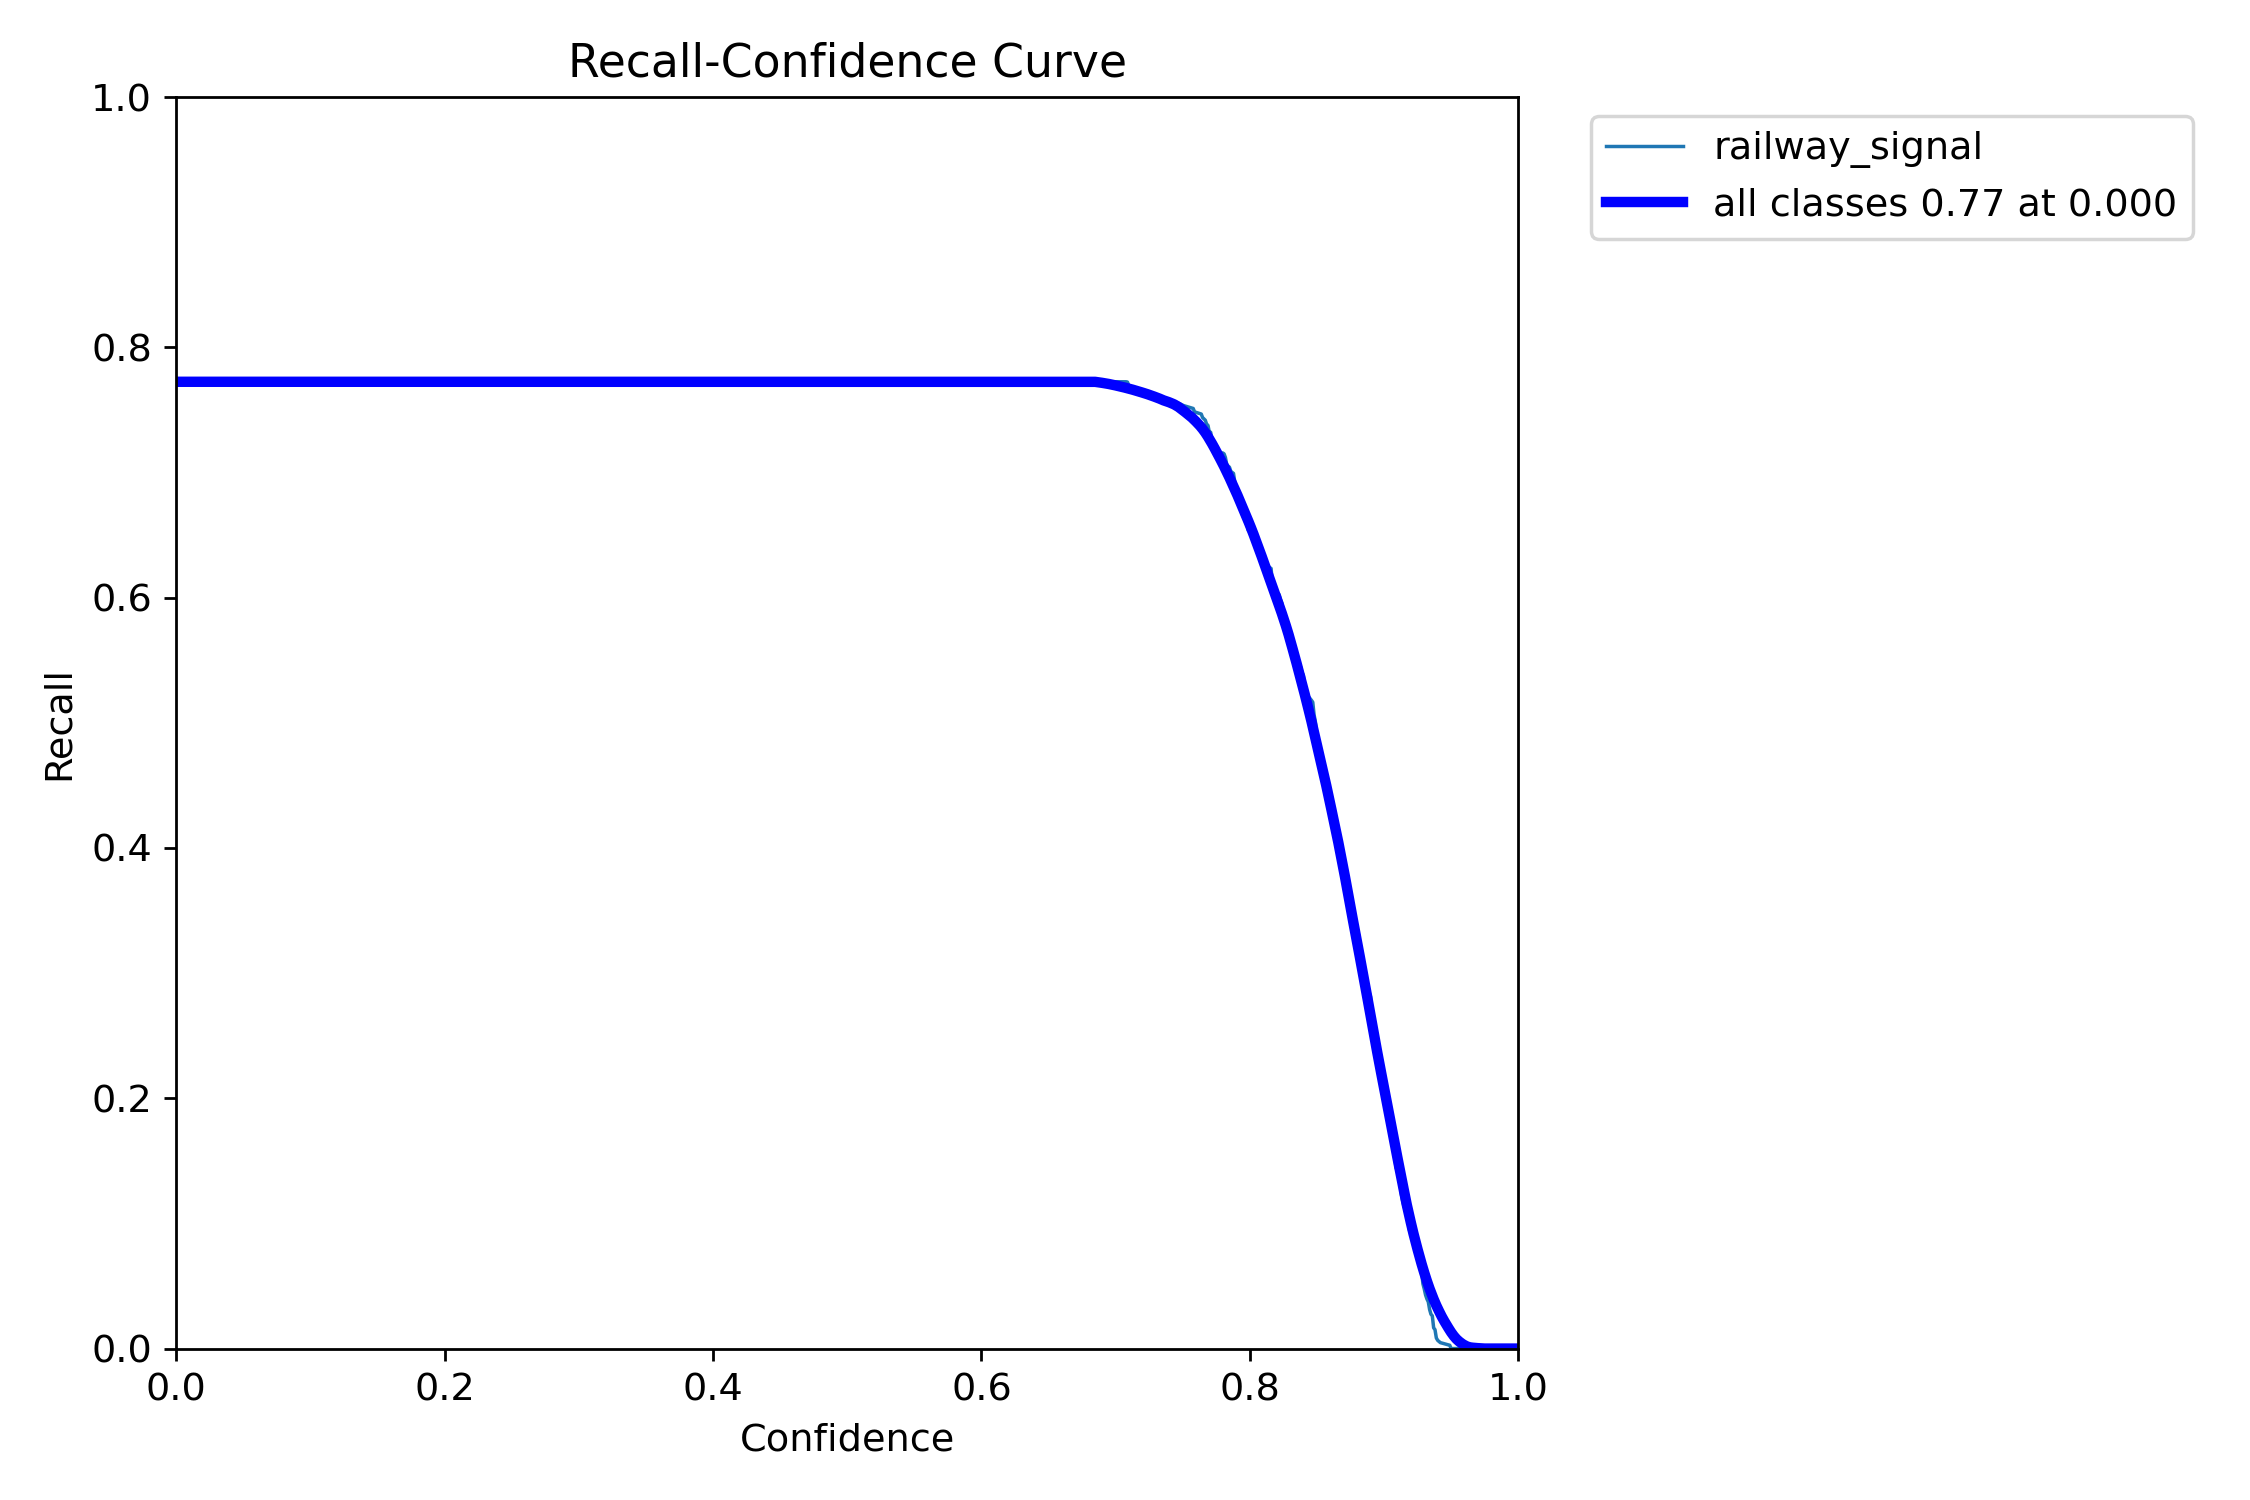 Recall-Confidence Curve
1.0
0.8
0.6
0.4
0.2
0.0
Recall
0.0 0.2 0.4 0.6 0.8 1.0
Confidence
railway_signal
all classes 0.77 at 0.000